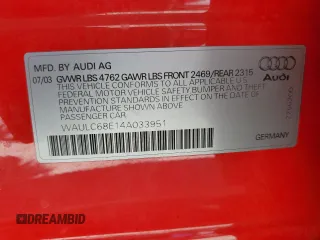 MFD. BY AUDI AG
07/03 GVWR LBS 4762 GAWR LBS FRONT 2469/REAR 2315
THIS VEHICLE CONFORMS TO ALL APPLICABLE US
FEDERAL MOTOR VEHICLE SAFETY BUMPER AND THEFT
PREVENTION STANDARDS IN EFFECT ON THE DATE OF
MANUFACTURE SHOWN ABOVE
PASSENGER CAR
WAULC68E14A033951
Audi
GERMANY
DREAMBID